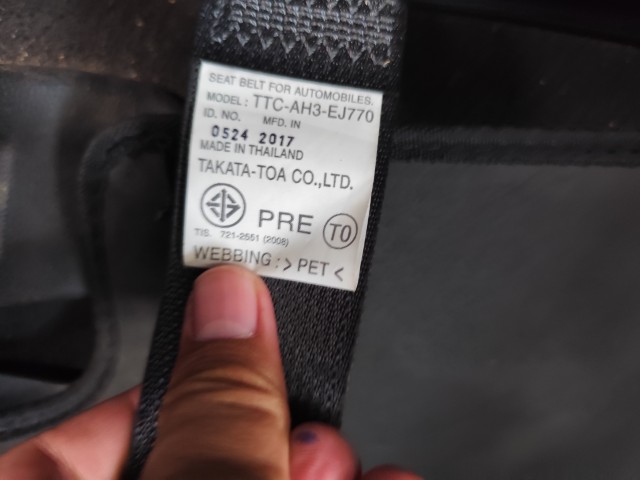 SEAT BELT FOR AUTOMOBILES.
MODEL: TTC-AH3-EJ770
ID. NO. MFD. IN
0524 2017
MADE IN THAILAND
TAKATA-TOA CO.,LTD.
PRE TO
TIS. 721-2551 (2008)
WEBBING:>PET<